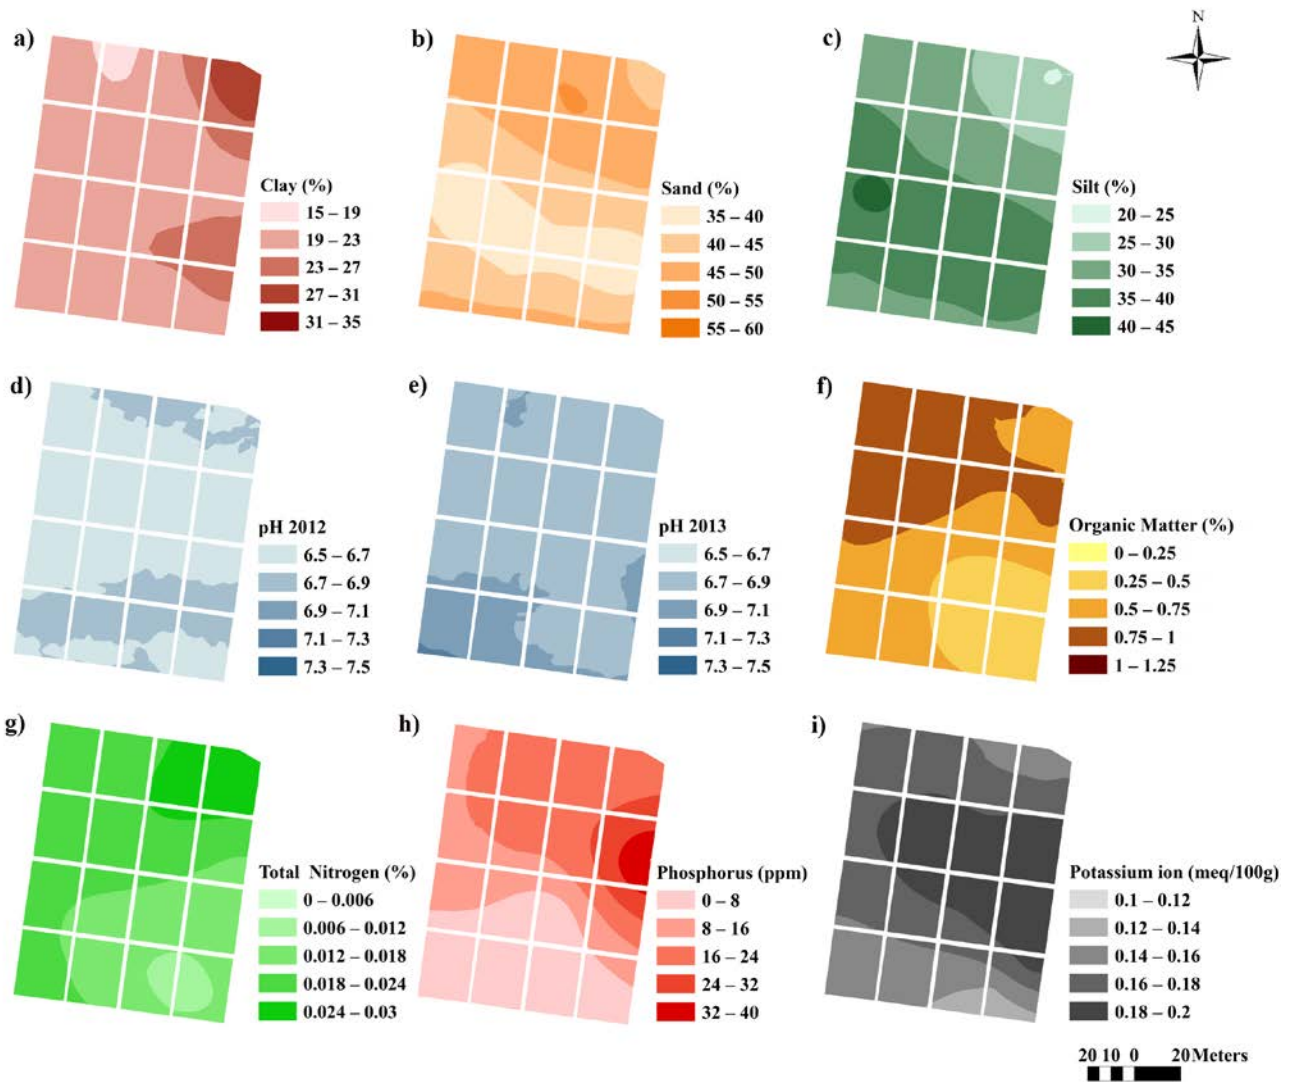 N
a)
b)
c)
Clay (%)
15 – 19
19 – 23
23 – 27
27 – 31
31 – 35
Sand (%)
35 – 40
40 – 45
45 – 50
50 – 55
55 – 60
Silt (%)
20 – 25
25 – 30
30 – 35
35 – 40
40 – 45
d)
e)
f)
pH 2012
6.5 – 6.7
6.7 – 6.9
6.9 – 7.1
7.1 – 7.3
7.3 – 7.5
pH 2013
6.5 – 6.7
6.7 – 6.9
6.9 – 7.1
7.1 – 7.3
7.3 – 7.5
Organic Matter (%)
0 – 0.25
0.25 – 0.5
0.5 – 0.75
0.75 – 1
1 – 1.25
g)
h)
i)
Total Nitrogen (%)
0 – 0.006
0.006 – 0.012
0.012 – 0.018
0.018 – 0.024
0.024 – 0.03
Phosphorus (ppm)
0 – 8
8 – 16
16 – 24
24 – 32
32 – 40
Potassium ion (meq/100g)
0.1 – 0.12
0.12 – 0.14
0.14 – 0.16
0.16 – 0.18
0.18 – 0.2
20 10 0 20 Meters